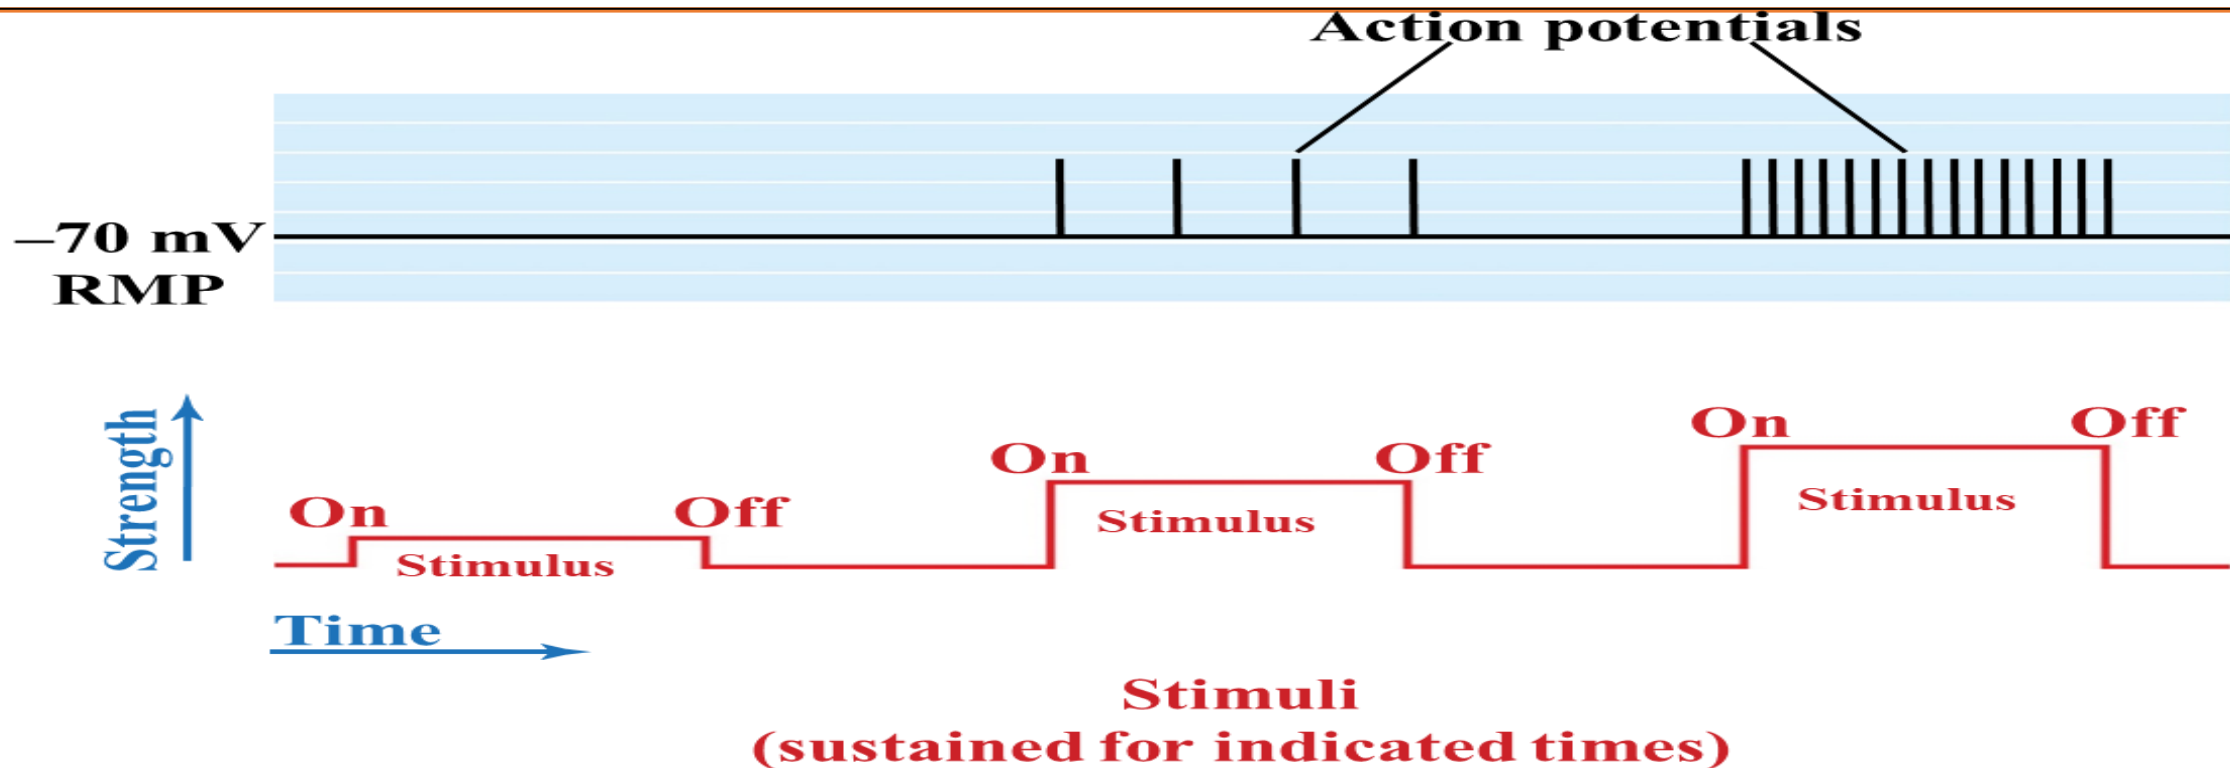 Action potentials
–70 mV
RMP
Strength
On
Off
On
Off
On
Off
Stimulus
Stimulus
Stimulus
Time
Stimuli
(sustained for indicated times)